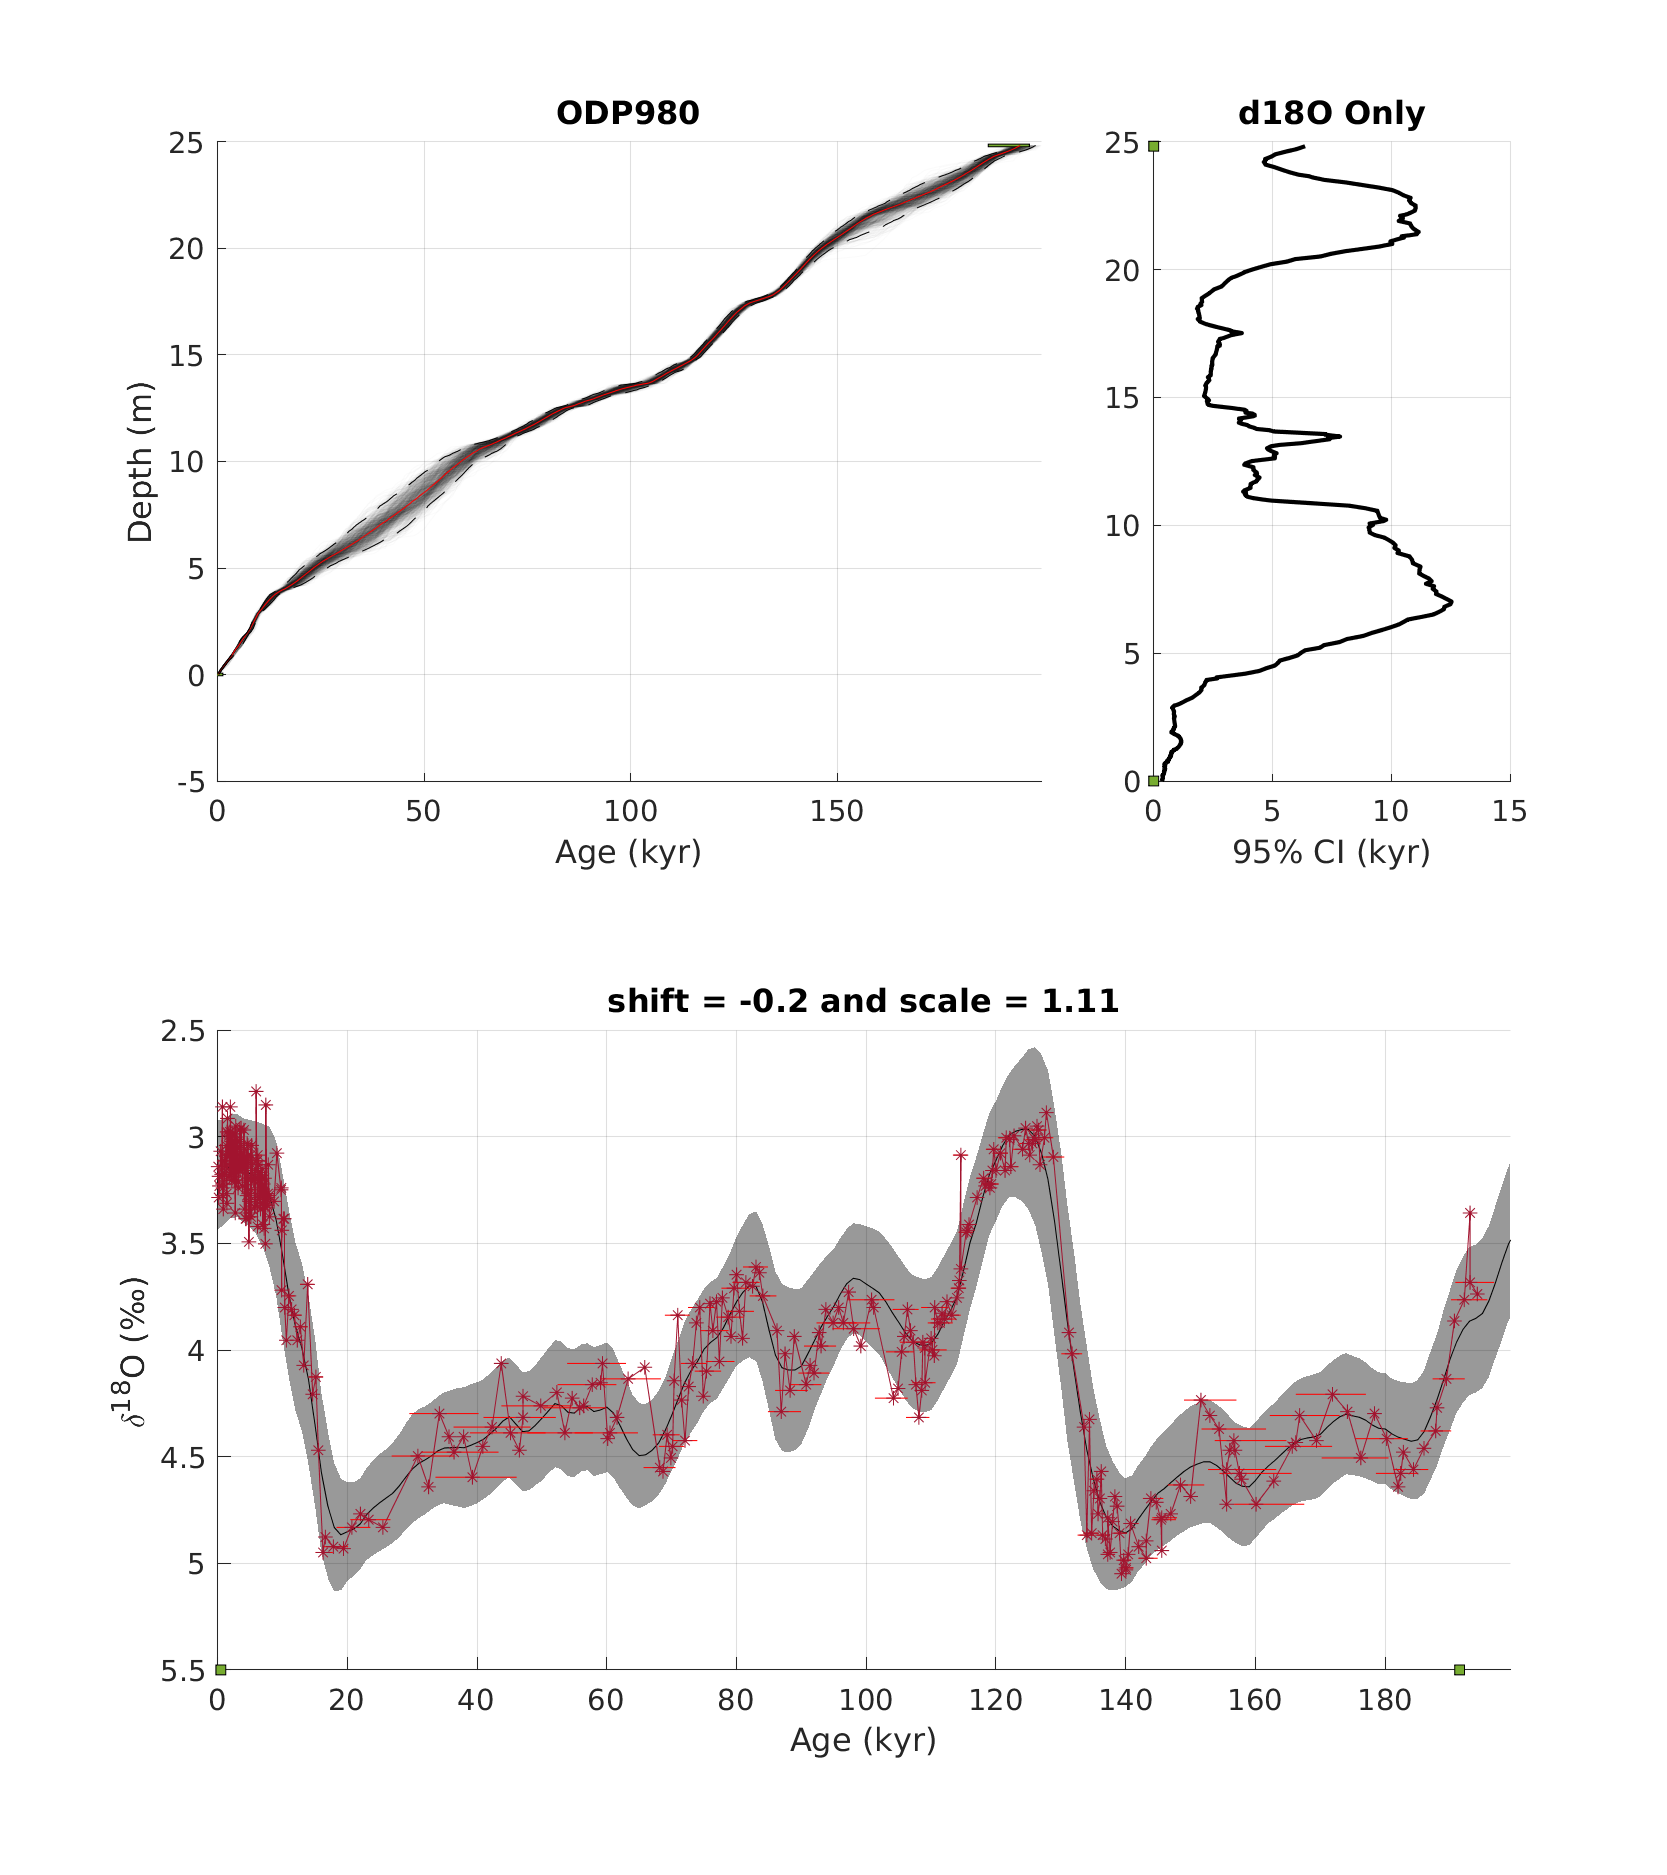 ODP980
25
20
15
10
5
0
-5
Depth (m)
0 50 100 150
Age (kyr)
d18O Only
25
20
15
10
5
0
0 5 10 15
95% CI (kyr)
shift = -0.2 and scale = 1.11
2.5
3
3.5
4
4.5
5
5.5
δ18O (‰)
0 20 40 60 80 100 120 140 160 180
Age (kyr)